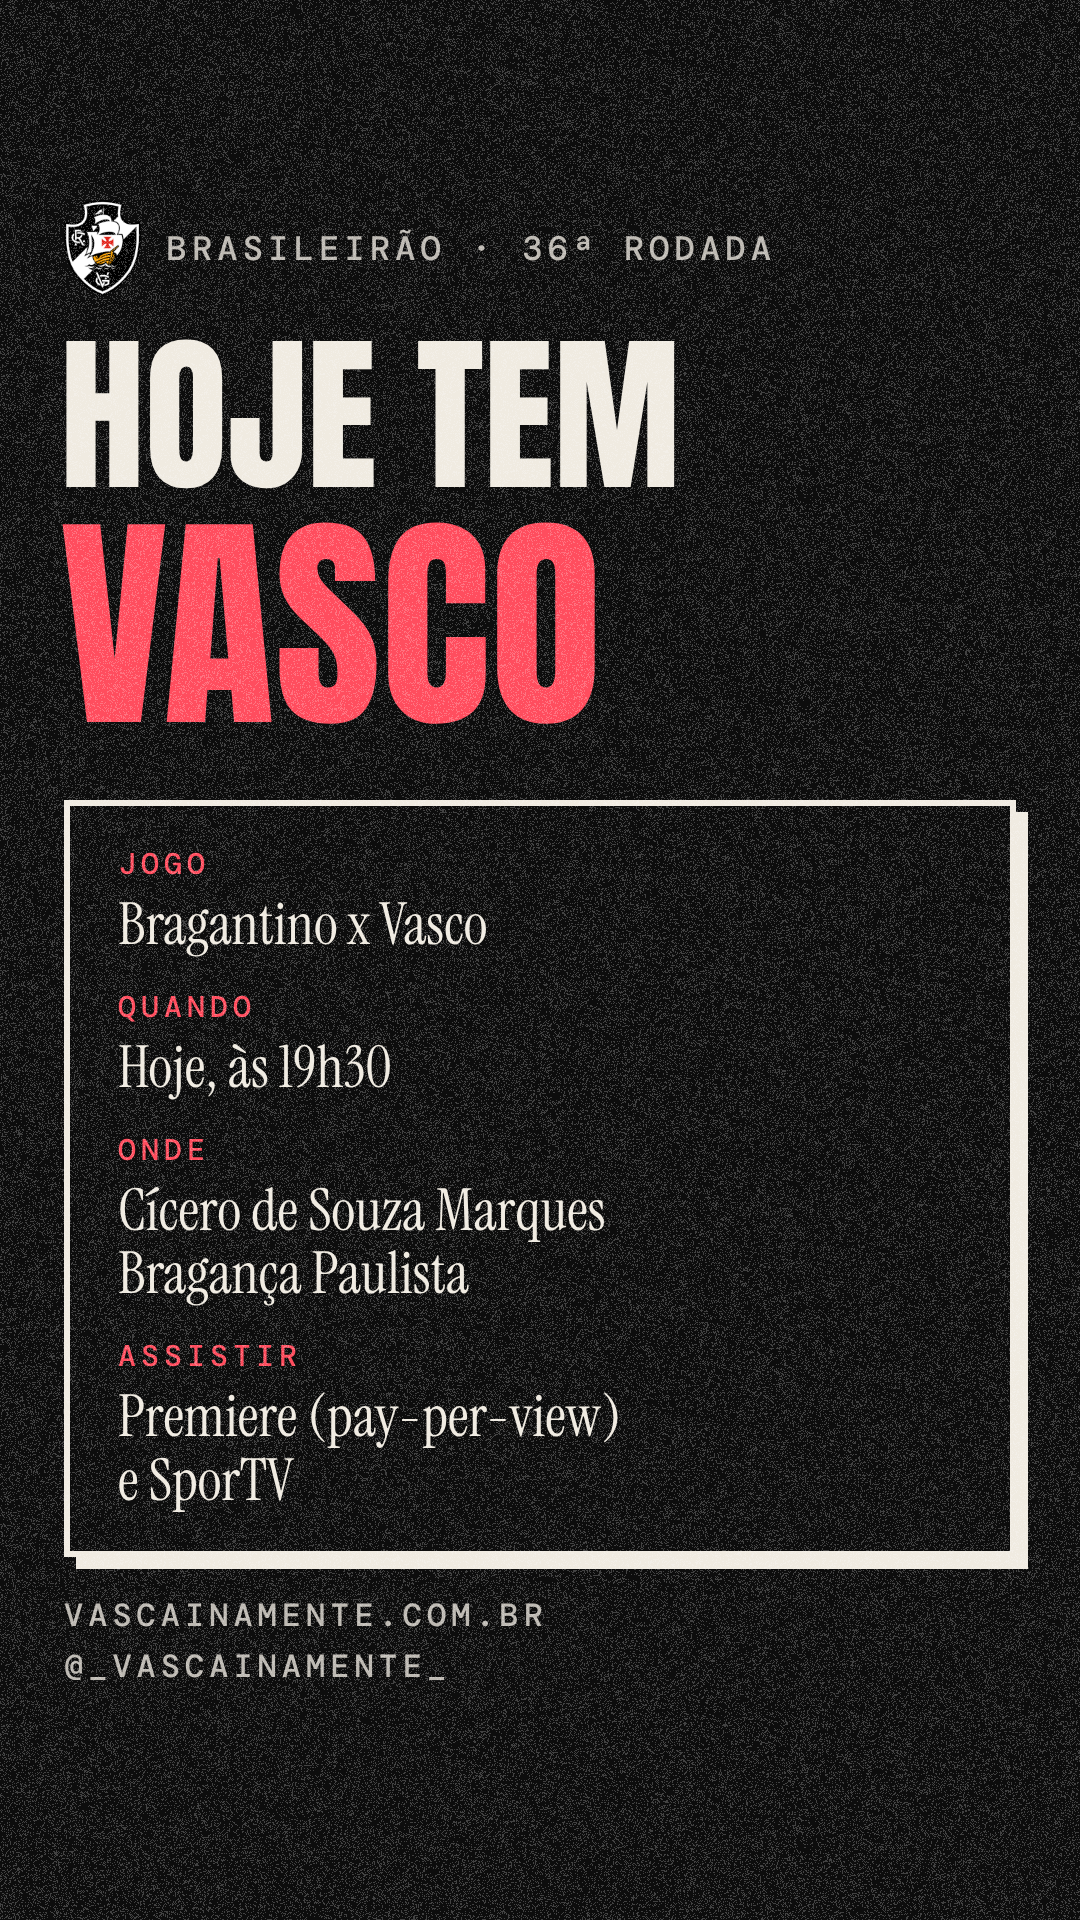 BRASILEIRÃO · 36ª RODADA
HOJE TEM
VASCO
JOGO
Bragantino x Vasco
QUANDO
Hoje, às 19h30
ONDE
Cícero de Souza Marques
Bragança Paulista
ASSISTIR
Premiere (pay-per-view)
e SporTV
VASCAINAMENTE.COM.BR
@_VASCAINAMENTE_